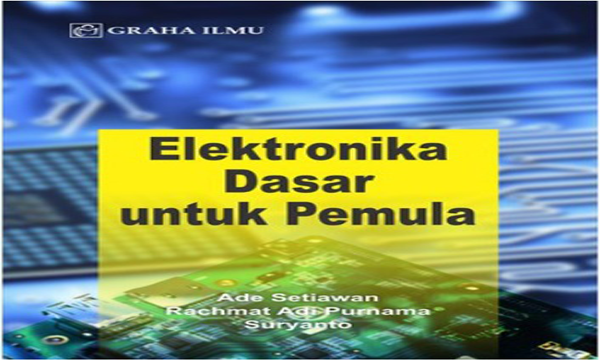 GRAHA ILMU
Elektronika
Dasar
untuk Pemula
Ade Setiawan
Rachmat Adi Purnama
Suryanto